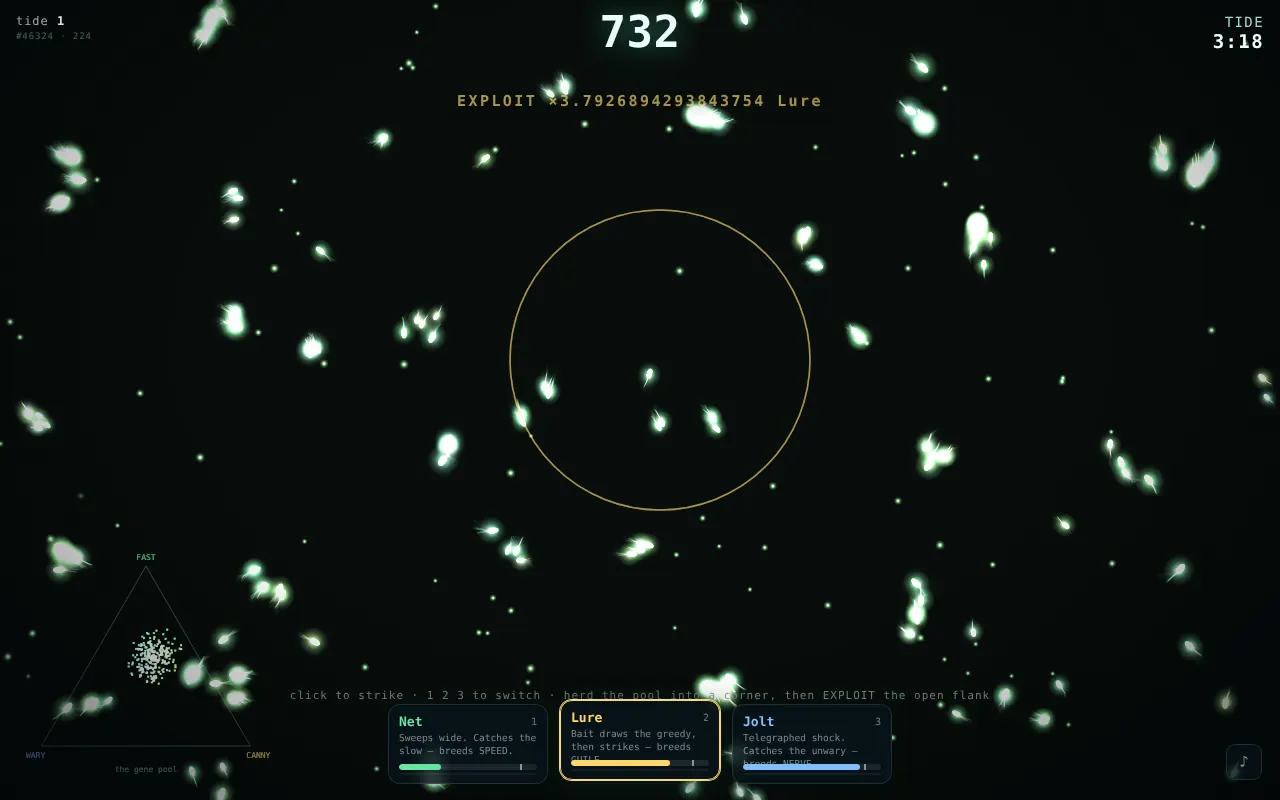 tide 1
#46324 · 224
732
TIDE
3:18
EXPLOIT ×3.7926894293843754 Lure
FAST
WARY
CANNY
the gene pool
click to strike · 1 2 3 to switch · herd the pool into a corner, then EXPLOIT the open flank
Net 1
Sweeps wide. Catches the
slow — breeds SPEED.
Lure 2
Bait draws the greedy,
then strikes — breeds
GUILE.
Jolt 3
Telegraphed shock.
Catches the unwary —
breeds NERVE.
♪